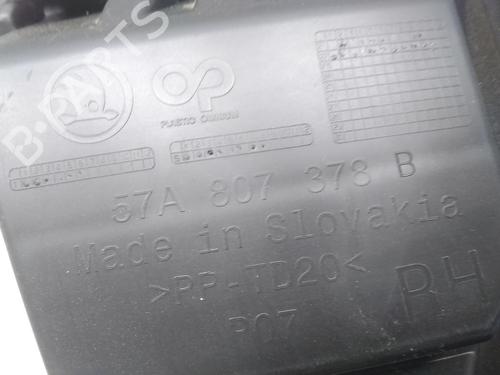 B-PARTS
PLASTIC OMNIUM
57A 807 378 B
Made in Slovakia
>PP-TD20<
RH
P07